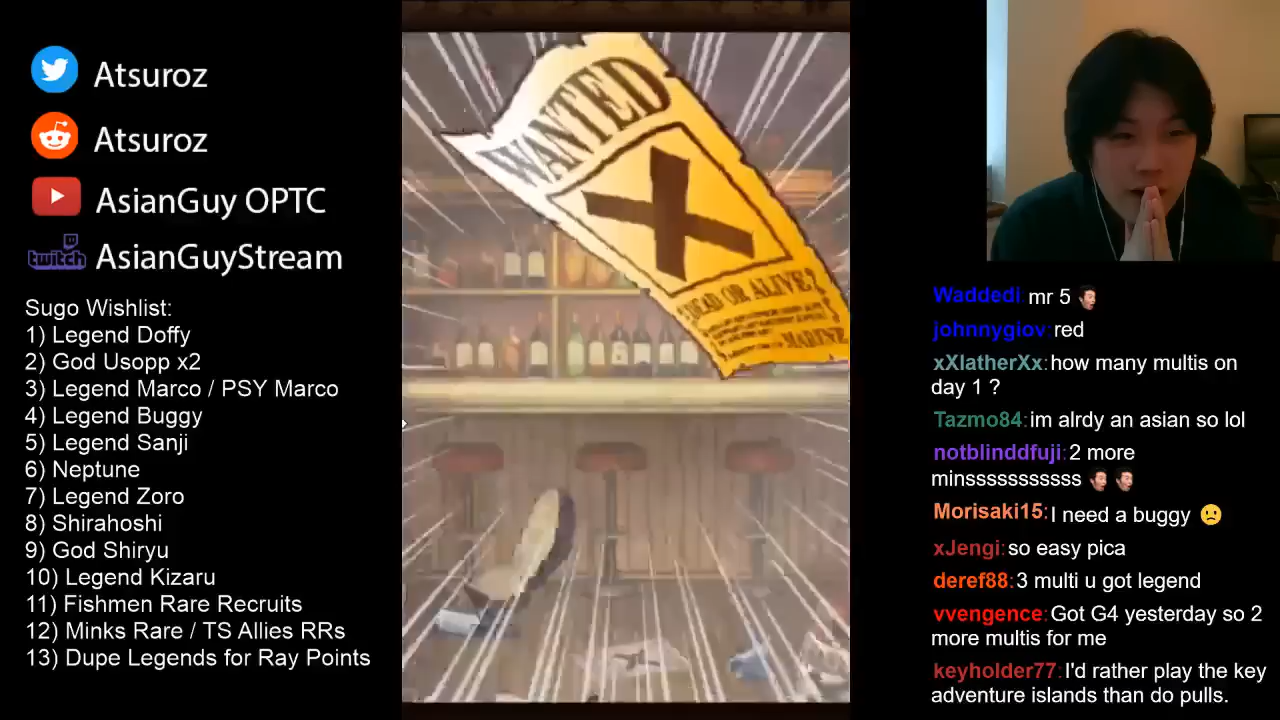 Atsuroz
Atsuroz
AsianGuy OPTC
twitch AsianGuyStream
Sugo Wishlist:
1) Legend Doffy
2) God Usopp x2
3) Legend Marco / PSY Marco
4) Legend Buggy
5) Legend Sanji
6) Neptune
7) Legend Zoro
8) Shirahoshi
9) God Shiryu
10) Legend Kizaru
11) Fishmen Rare Recruits
12) Minks Rare / TS Allies RRs
13) Dupe Legends for Ray Points
WANTED
DEAD OR ALIVE
MARINE
Waddedi mr 5
johnnygiov: red
xXlatherXx: how many multis on
day 1 ?
Tazmo84: im alrdy an asian so lol
notblinddfuji: 2 more
minsssssssssss
Morisaki15: I need a buggy
xJengi: so easy pica
deref88: 3 multi u got legend
vvengence: Got G4 yesterday so 2
more multis for me
keyholder77: I'd rather play the key
adventure islands than do pulls.